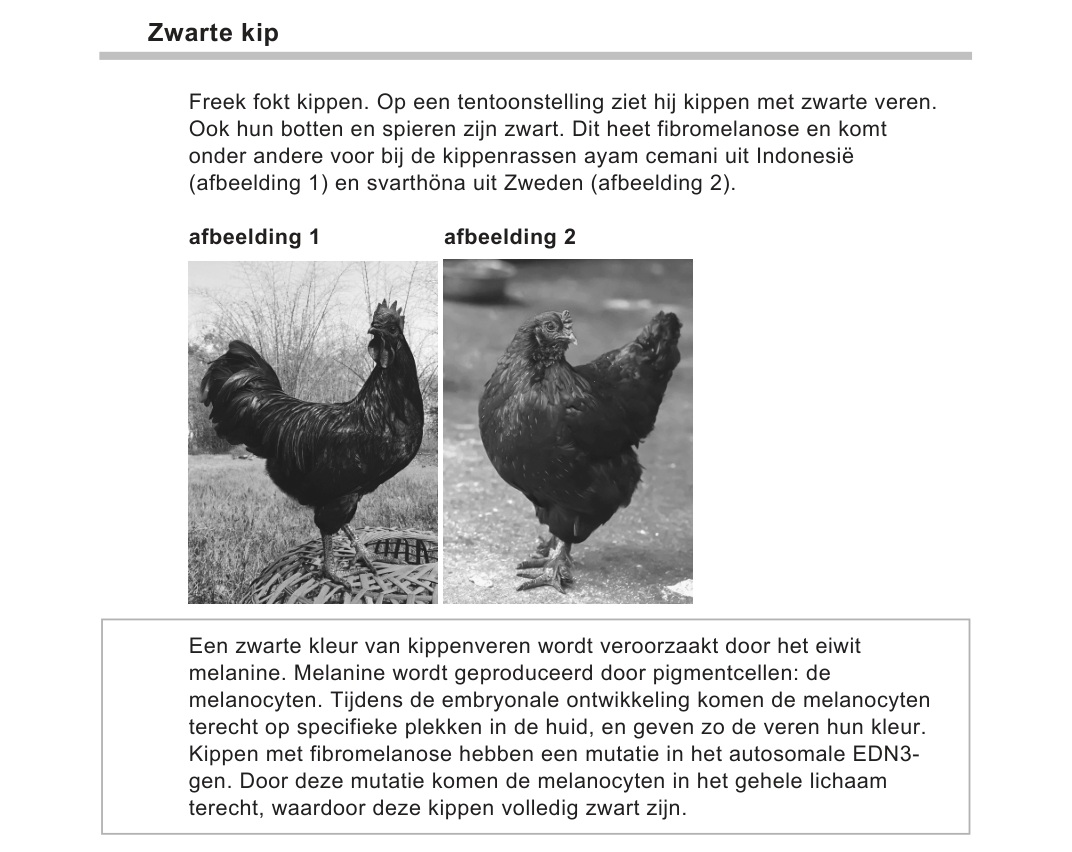 Zwarte kip
Freek fokt kippen. Op een tentoonstelling ziet hij kippen met zwarte veren.
Ook hun botten en spieren zijn zwart. Dit heet fibromelanose en komt
onder andere voor bij de kippenrassen ayam cemani uit Indonesië
(afbeelding 1) en svarthöna uit Zweden (afbeelding 2).
afbeelding 1
afbeelding 2
Een zwarte kleur van kippenveren wordt veroorzaakt door het eiwit
melanine. Melanine wordt geproduceerd door pigmentcellen: de
melanocyten. Tijdens de embryonale ontwikkeling komen de melanocyten
terecht op specifieke plekken in de huid, en geven zo de veren hun kleur.
Kippen met fibromelanose hebben een mutatie in het autosomale EDN3-
gen. Door deze mutatie komen de melanocyten in het gehele lichaam
terecht, waardoor deze kippen volledig zwart zijn.